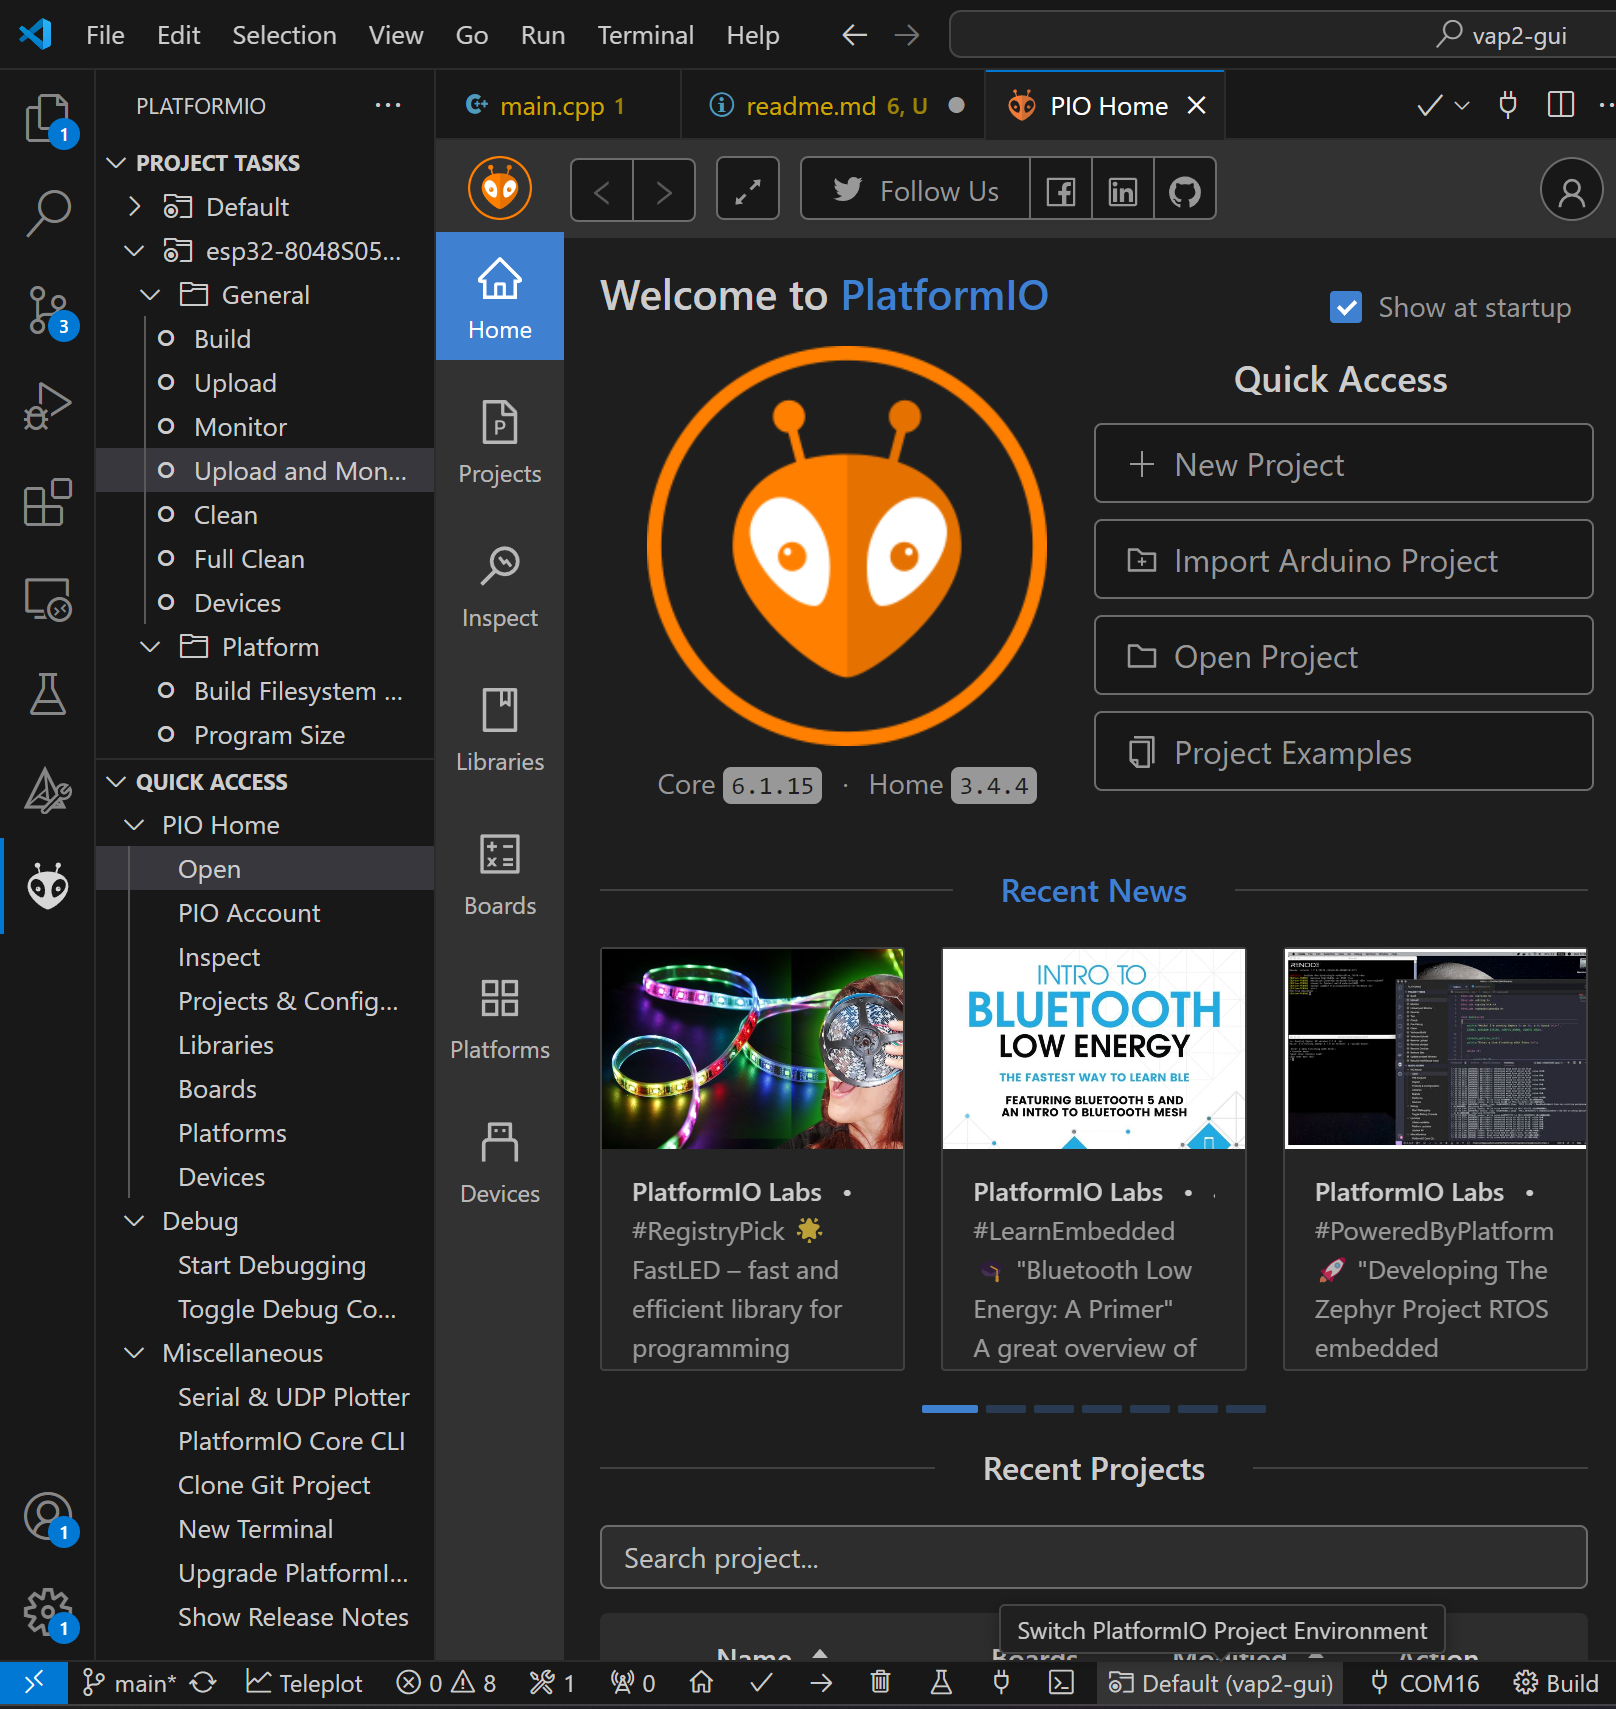 File Edit Selection View Go Run Terminal Help
vap2-gui
PLATFORMIO
main.cpp 1
readme.md 6, U
PIO Home
1
3
1
1
PROJECT TASKS
Default
esp32-8048S05...
General
Build
Upload
Monitor
Upload and Mon...
Clean
Full Clean
Devices
Platform
Build Filesystem ...
Program Size
QUICK ACCESS
PIO Home
Open
PIO Account
Inspect
Projects & Config...
Libraries
Boards
Platforms
Devices
Debug
Start Debugging
Toggle Debug Co...
Miscellaneous
Serial & UDP Plotter
PlatformIO Core CLI
Clone Git Project
New Terminal
Upgrade PlatformI...
Show Release Notes
Follow Us
Home
Projects
Inspect
Libraries
Boards
Platforms
Devices
Welcome to PlatformIO
Show at startup
Core 6.1.15 · Home 3.4.4
Quick Access
New Project
Import Arduino Project
Open Project
Project Examples
Recent News
PlatformIO Labs •
#RegistryPick 🌟
FastLED – fast and
efficient library for
programming
INTRO TO
BLUETOOTH
LOW ENERGY
THE FASTEST WAY TO LEARN BLE
FEATURING BLUETOOTH 5 AND
AN INTRO TO BLUETOOTH MESH
PlatformIO Labs •
#LearnEmbedded
🎓 "Bluetooth Low
Energy: A Primer"
A great overview of
RENODE
PlatformIO Labs •
#PoweredByPlatform
🚀 "Developing The
Zephyr Project RTOS
embedded
Recent Projects
Search project...
Name Boards Modified Action
Switch PlatformIO Project Environment
main* Teleplot 0 8 1 0 Default (vap2-gui) COM16 Build